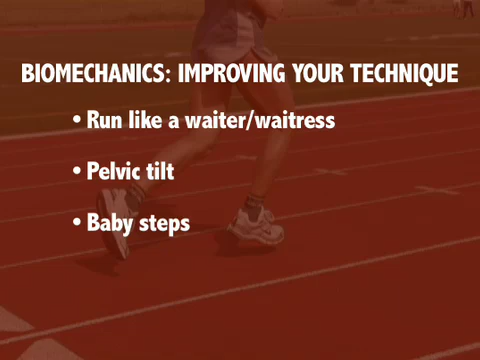 BIOMECHANICS: IMPROVING YOUR TECHNIQUE
• Run like a waiter/waitress
• Pelvic tilt
• Baby steps